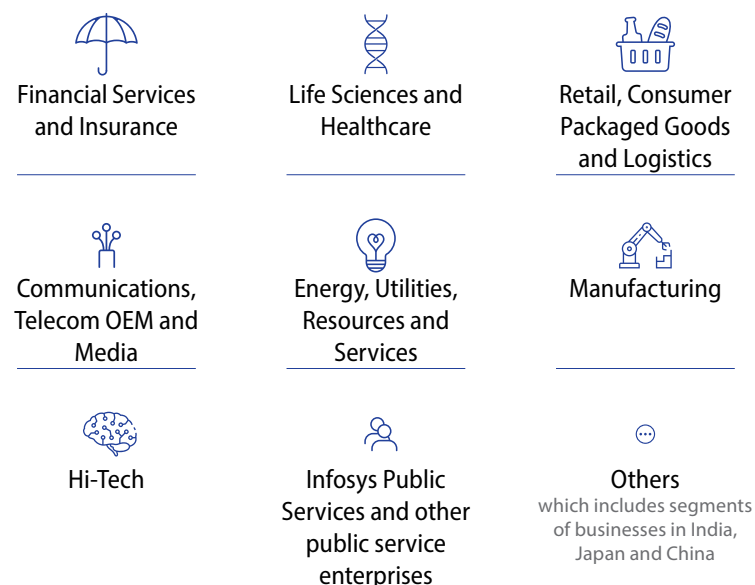 Financial Services
and Insurance
Life Sciences and
Healthcare
Retail, Consumer
Packaged Goods
and Logistics
Communications,
Telecom OEM and
Media
Energy, Utilities,
Resources and
Services
Manufacturing
Hi-Tech
Infosys Public
Services and other
public service
enterprises
Others
which includes segments
of businesses in India,
Japan and China